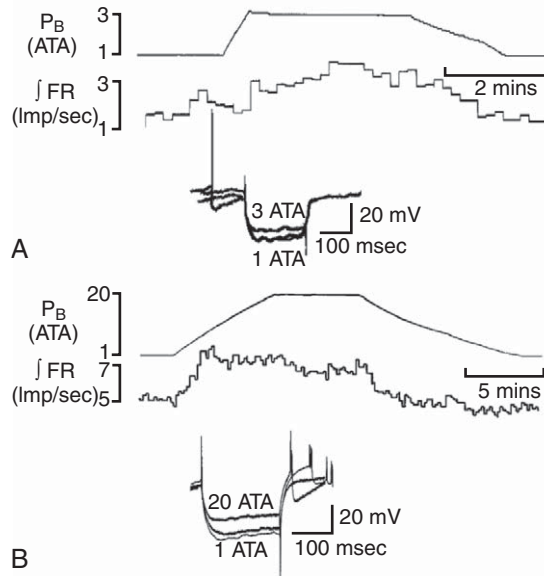 A
P_B
(ATA)
3
1
2 mins
∫ FR
(Imp/sec)
3
1
3 ATA
1 ATA
20 mV
100 msec
B
P_B
(ATA)
20
1
5 mins
∫ FR
(Imp/sec)
7
5
20 ATA
1 ATA
20 mV
100 msec